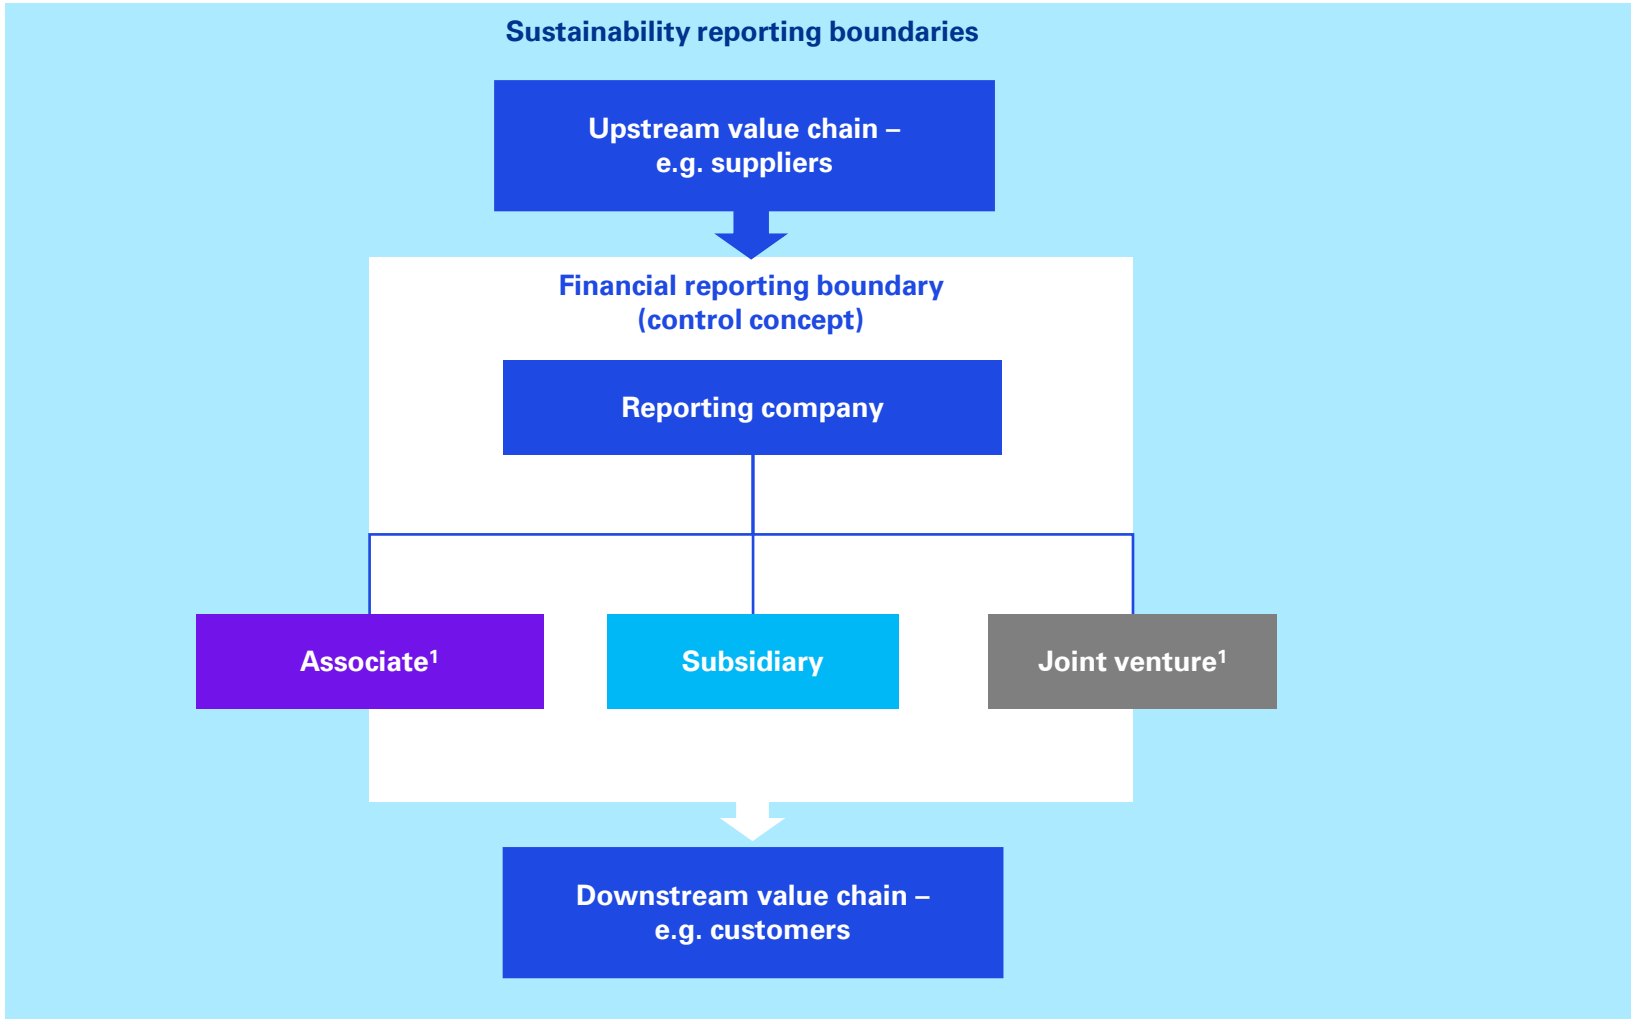 Sustainability reporting boundaries
Upstream value chain –
e.g. suppliers
Financial reporting boundary
(control concept)
Reporting company
Associate¹
Subsidiary
Joint venture¹
Downstream value chain –
e.g. customers